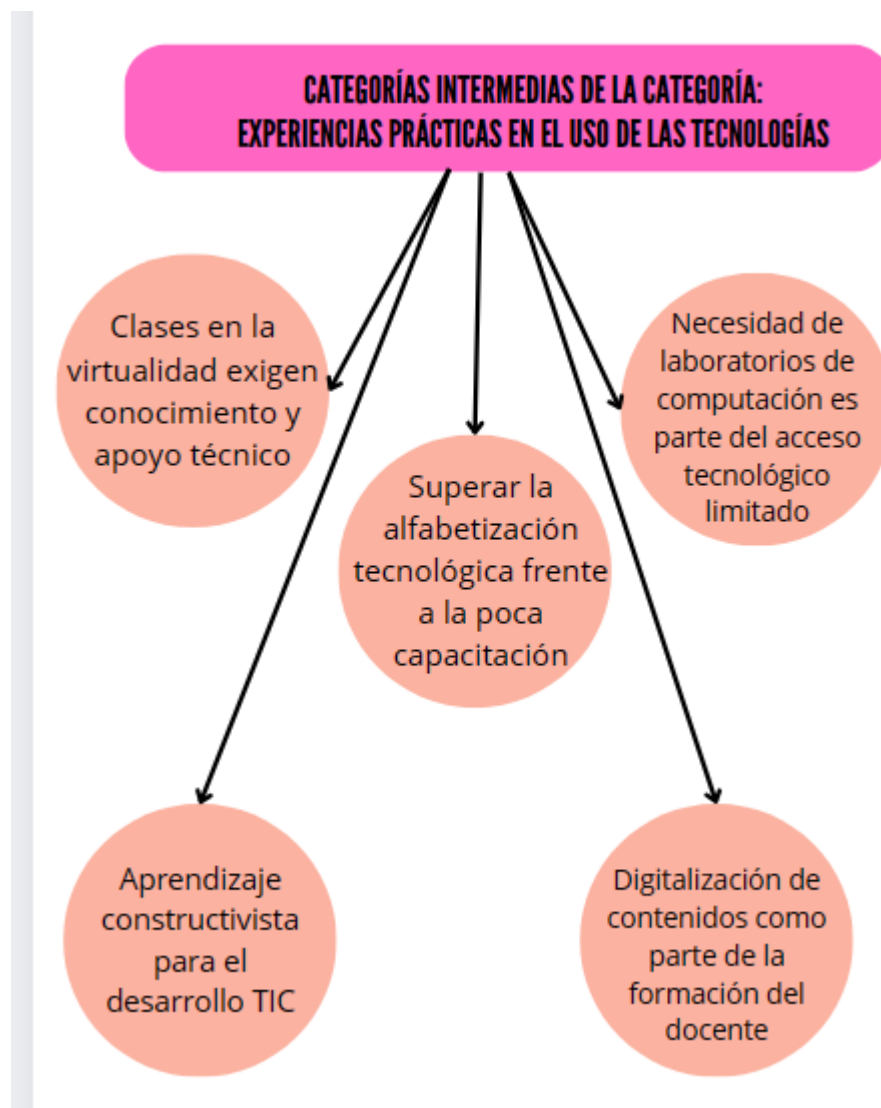 CATEGORÍAS INTERMEDIAS DE LA CATEGORÍA:
EXPERIENCIAS PRÁCTICAS EN EL USO DE LAS TECNOLOGÍAS
Clases en la
virtualidad exigen
conocimiento y
apoyo técnico
Superar la
alfabetización
tecnológica frente
a la poca
capacitación
Necesidad de
laboratorios de
computación es
parte del acceso
tecnológico
limitado
Aprendizaje
constructivista
para el
desarrollo TIC
Digitalización de
contenidos como
parte de la
formación del
docente